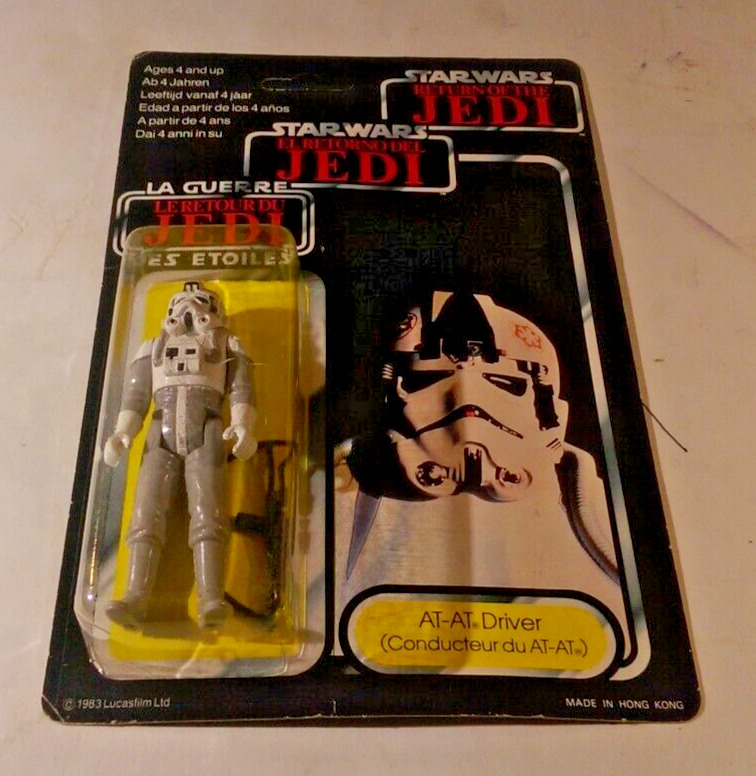 Ages 4 and up
Ab 4 Jahren
Leeftijd vanaf 4 jaar
Edad a partir de los 4 años
A partir de 4 ans
Dai 4 anni in su
STAR WARS
RETURN OF THE
JEDI
STAR WARS
EL RETORNO DEL
JEDI
LA GUERRE
LE RETOUR DU
JEDI
ES ETOILES
AT-AT® Driver
(Conducteur du AT-AT®)
© 1983 Lucasfilm Ltd
MADE IN HONG KONG